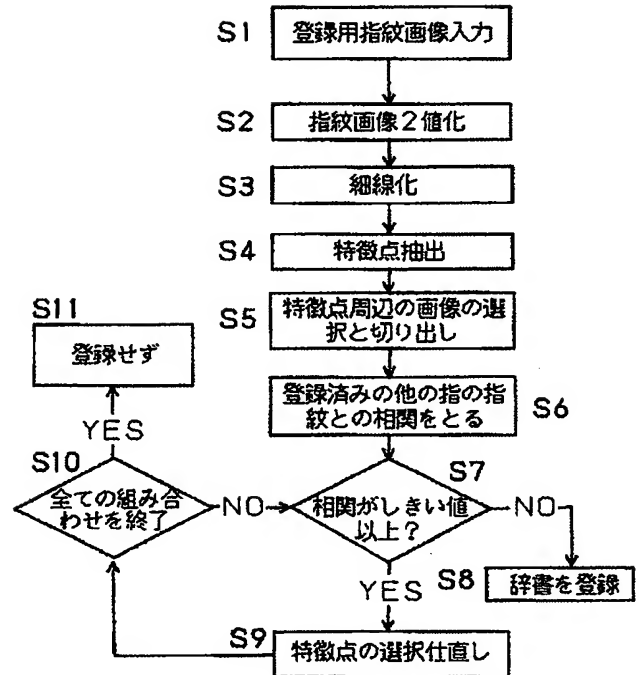 S1
登録用指紋画像入力
S2
指紋画像2値化
S3
細線化
S4
特徴点抽出
S5
特徴点周辺の画像の選
択と切り出し
S6
登録済みの他の指の指
紋との相関をとる
S7
相関がしきい値
以上?
NO
S8
辞書を登録
YES
S9
特徴点の選択仕直し
S10
全ての組み合
わせを終了
NO
YES
S11
登録せず